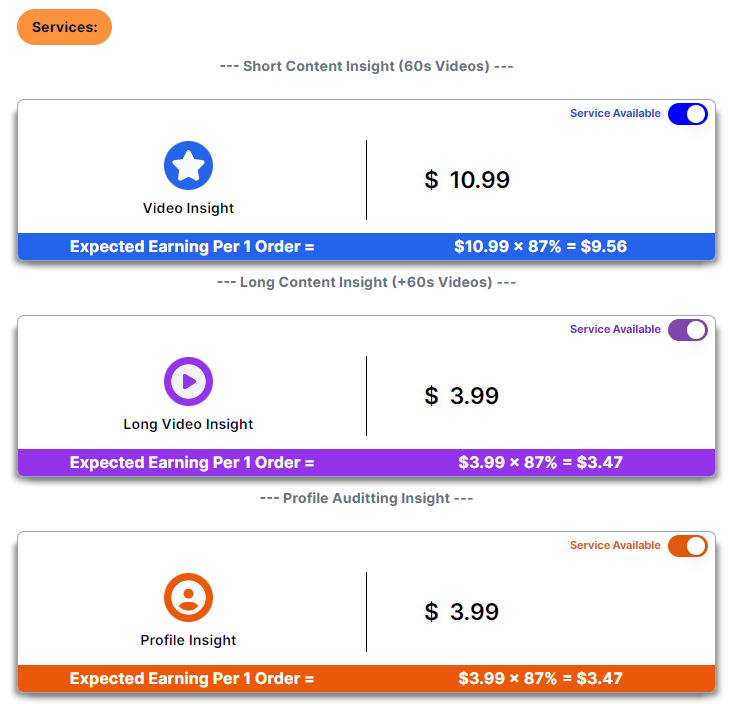 Services:
--- Short Content Insight (60s Videos) ---
Service Available
Video Insight
$ 10.99
Expected Earning Per 1 Order = $10.99 × 87% = $9.56
--- Long Content Insight (+60s Videos) ---
Service Available
Long Video Insight
$ 3.99
Expected Earning Per 1 Order = $3.99 × 87% = $3.47
--- Profile Auditting Insight ---
Service Available
Profile Insight
$ 3.99
Expected Earning Per 1 Order = $3.99 × 87% = $3.47